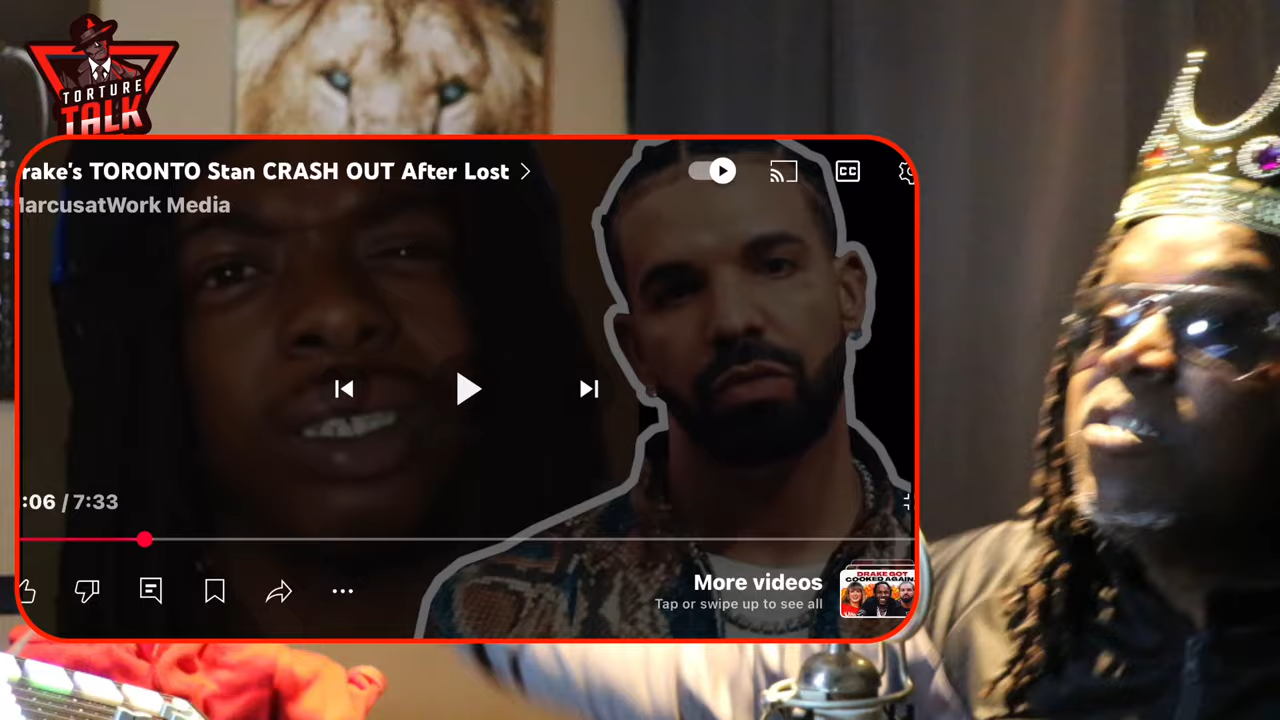 TORTURE
TALK
rake's TORONTO Stan CRASH OUT After Lost
MarcusatWork Media
CC
:06 / 7:33
More videos
Tap or swipe up to see all
DRAKE GOT
COOKED AGAIN